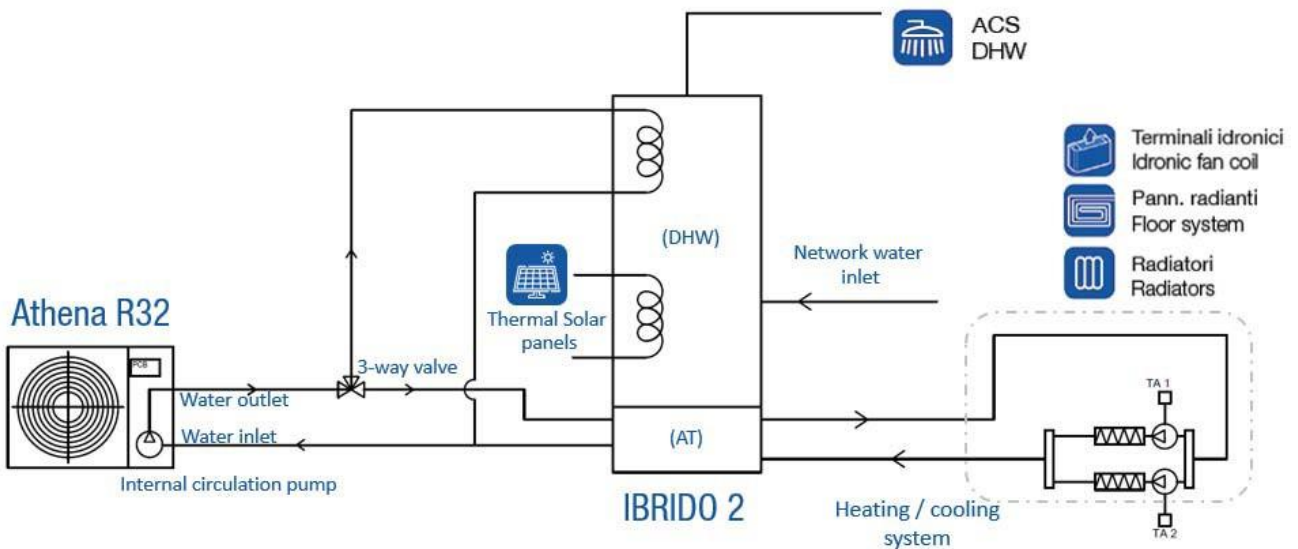 ACS
DHW
Terminali idronici
Idronic fan coil
Pann. radianti
Floor system
Radiatori
Radiators
(DHW)
Network water
inlet
Thermal Solar
panels
Athena R32
PCB
3-way valve
Water outlet
Water inlet
Internal circulation pump
(AT)
IBRIDO 2
TA 1
TA 2
Heating / cooling
system